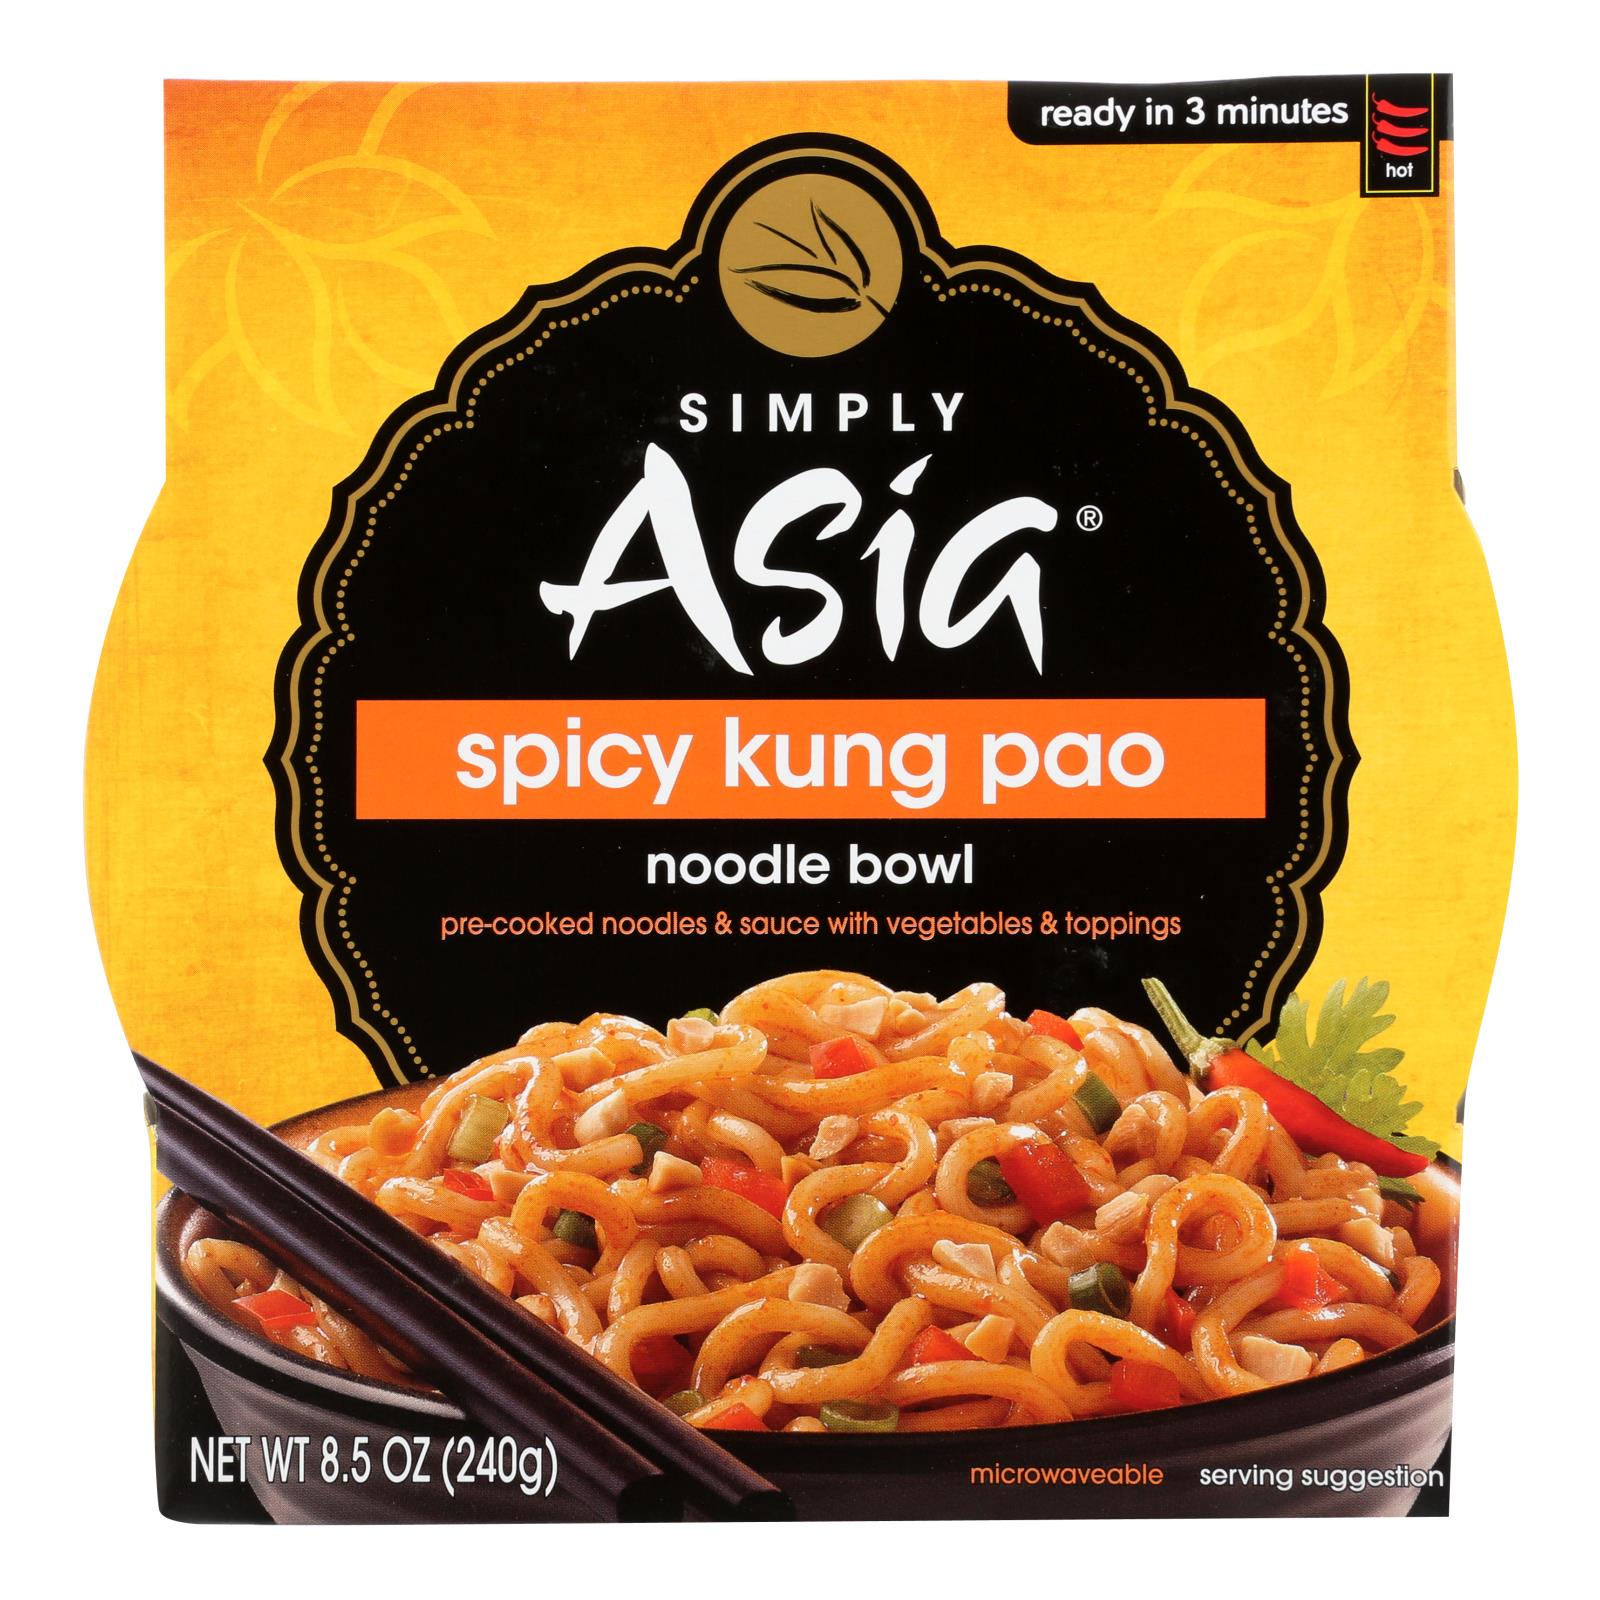 ready in 3 minutes
hot
SIMPLY
Asia®
spicy kung pao
noodle bowl
pre-cooked noodles & sauce with vegetables & toppings
NET WT 8.5 OZ (240g)
microwaveable serving suggestion